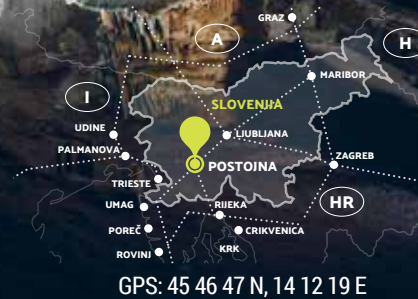 GRAZ
A
H
MARIBOR
I
SLOVENIJA
UDINE
LJUBLJANA
PALMANOVA
POSTOJNA
ZAGREB
TRIESTE
HR
UMAG
RIJEKA
POREČ
CRIKVENICA
KRK
ROVINJ
GPS: 45 46 47 N, 14 12 19 E